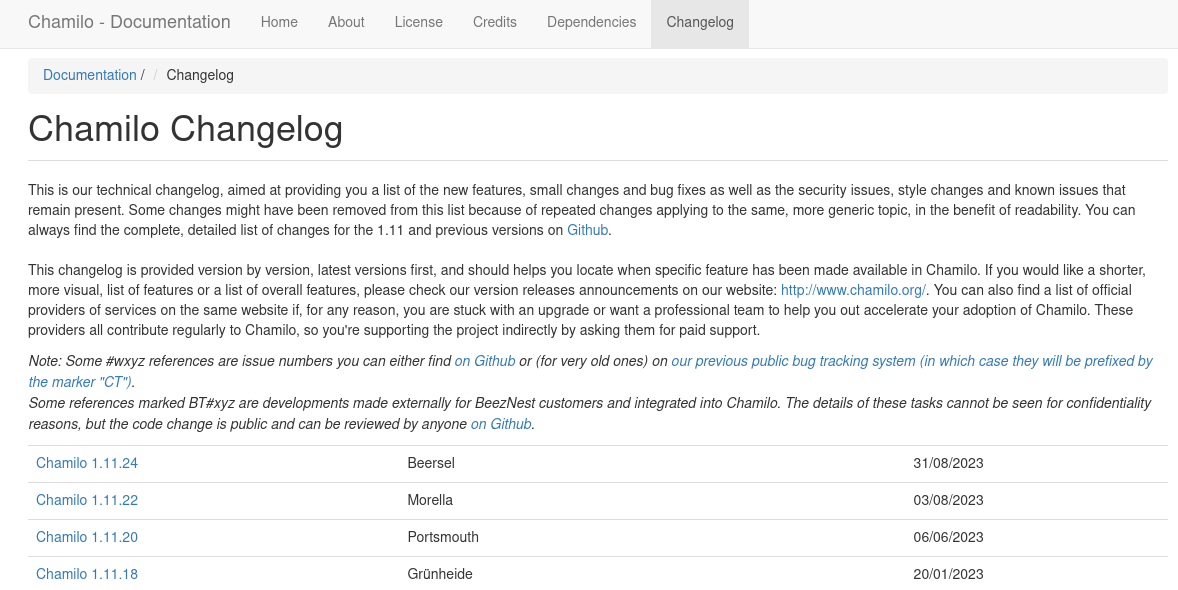 Chamilo - Documentation Home About License Credits Dependencies Changelog
Documentation / / Changelog
Chamilo Changelog
This is our technical changelog, aimed at providing you a list of the new features, small changes and bug fixes as well as the security issues, style changes and known issues that
remain present. Some changes might have been removed from this list because of repeated changes applying to the same, more generic topic, in the benefit of readability. You can
always find the complete, detailed list of changes for the 1.11 and previous versions on Github.
This changelog is provided version by version, latest versions first, and should helps you locate when specific feature has been made available in Chamilo. If you would like a shorter,
more visual, list of features or a list of overall features, please check our version releases announcements on our website: http://www.chamilo.org/. You can also find a list of official
providers of services on the same website if, for any reason, you are stuck with an upgrade or want a professional team to help you out accelerate your adoption of Chamilo. These
providers all contribute regularly to Chamilo, so you're supporting the project indirectly by asking them for paid support.
Note: Some #wxyz references are issue numbers you can either find on Github or (for very old ones) on our previous public bug tracking system (in which case they will be prefixed by
the marker "CT").
Some references marked BT#xyz are developments made externally for BeezNest customers and integrated into Chamilo. The details of these tasks cannot be seen for confidentiality
reasons, but the code change is public and can be reviewed by anyone on Github.
Chamilo 1.11.24 Beersel 31/08/2023
Chamilo 1.11.22 Morella 03/08/2023
Chamilo 1.11.20 Portsmouth 06/06/2023
Chamilo 1.11.18 Grünheide 20/01/2023